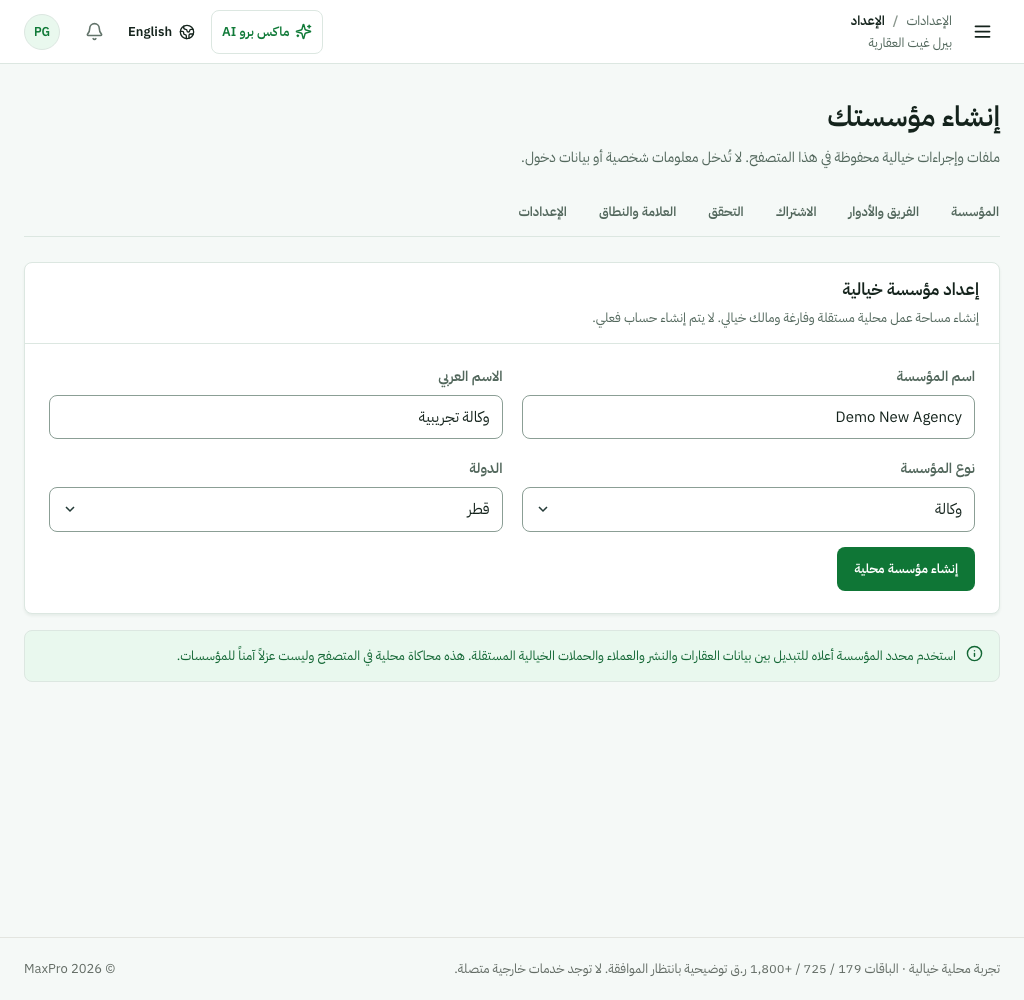 الإعدادات / الإعداد
بيرل غيت العقارية
ماكس برو AI
English
PG
إنشاء مؤسستك
ملفات وإجراءات خيالية محفوظة في هذا المتصفح. لا تُدخل معلومات شخصية أو بيانات دخول.
المؤسسة الفريق والأدوار الاشتراك التحقق العلامة والنطاق الإعدادات
إعداد مؤسسة خيالية
إنشاء مساحة عمل محلية مستقلة وفارغة ومالك خيالي. لا يتم إنشاء حساب فعلي.
اسم المؤسسة
Demo New Agency
الاسم العربي
وكالة تجريبية
نوع المؤسسة
وكالة
الدولة
قطر
إنشاء مؤسسة محلية
استخدم محدد المؤسسة أعلاه للتبديل بين بيانات العقارات والنشر والعملاء والحملات الخيالية المستقلة. هذه محاكاة محلية في المتصفح وليست عزلاً آمناً للمؤسسات.
تجربة محلية خيالية · الباقات 179 / 725 / +1,800 ر.ق توضيحية بانتظار الموافقة. لا توجد خدمات خارجية متصلة.
© MaxPro 2026